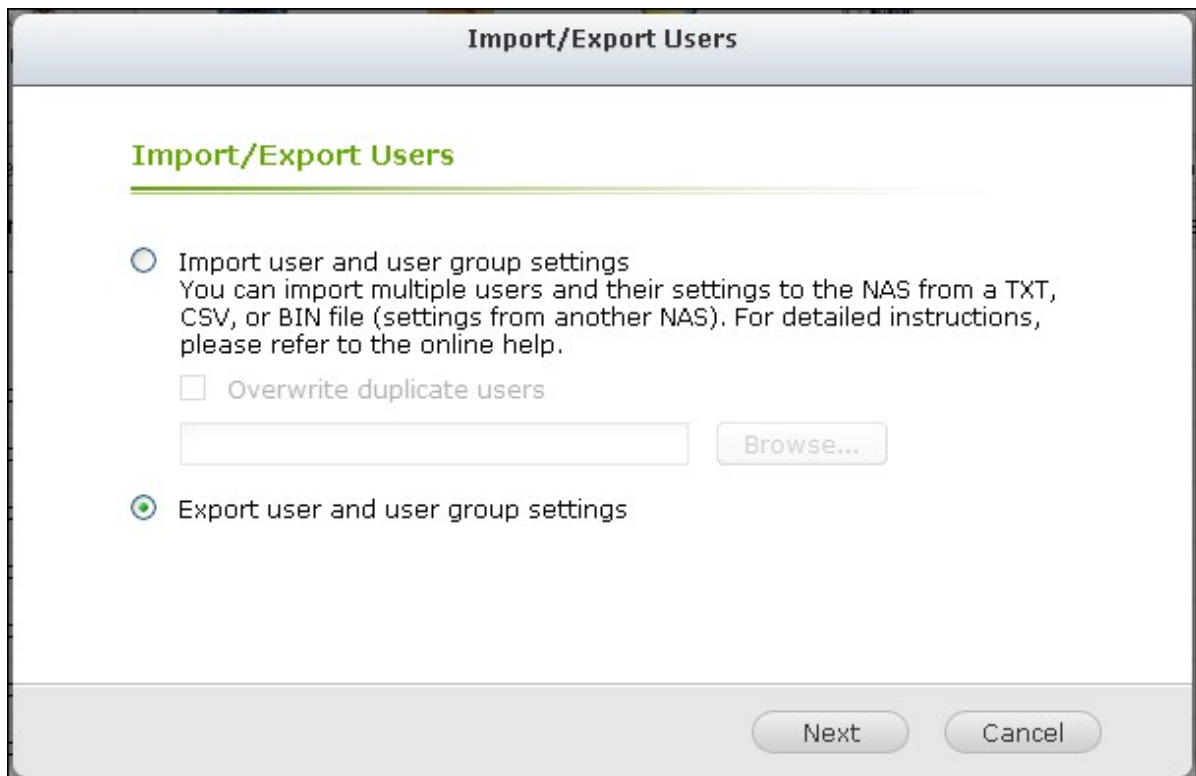 Import/Export Users
Import/Export Users
Import user and user group settings
You can import multiple users and their settings to the NAS from a TXT,
CSV, or BIN file (settings from another NAS). For detailed instructions,
please refer to the online help.
Overwrite duplicate users
Browse...
Export user and user group settings
Next Cancel